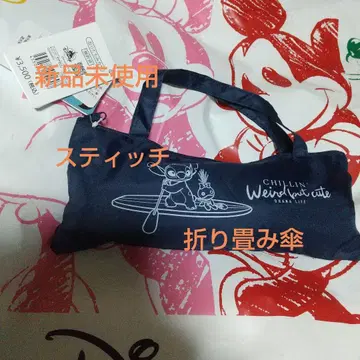 ¥3,500
新品未使用
スティッチ
CHILLIN
Weird but cute
OHANA LIFE
折り畳み傘